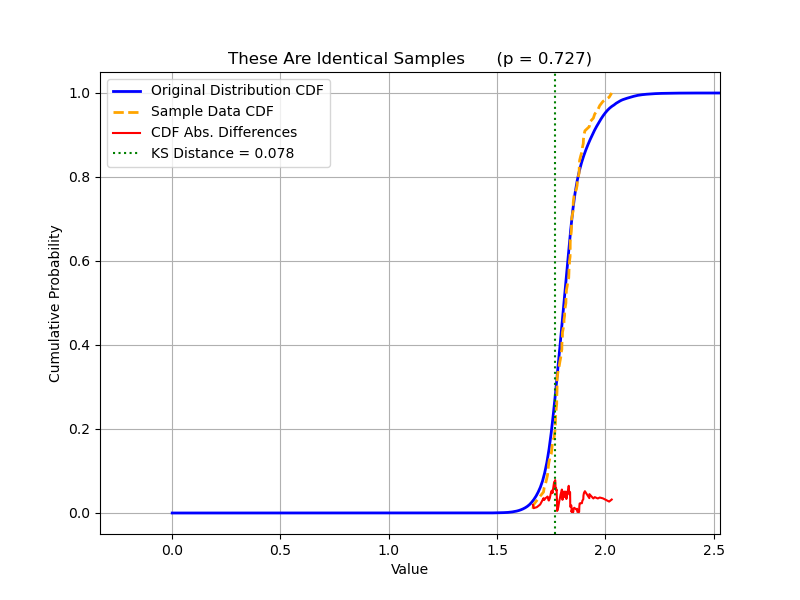 These Are Identical Samples      (p = 0.727)
Original Distribution CDF
Sample Data CDF
CDF Abs. Differences
KS Distance = 0.078
1.0
0.8
0.6
0.4
0.2
0.0
Cumulative Probability
0.0 0.5 1.0 1.5 2.0 2.5
Value